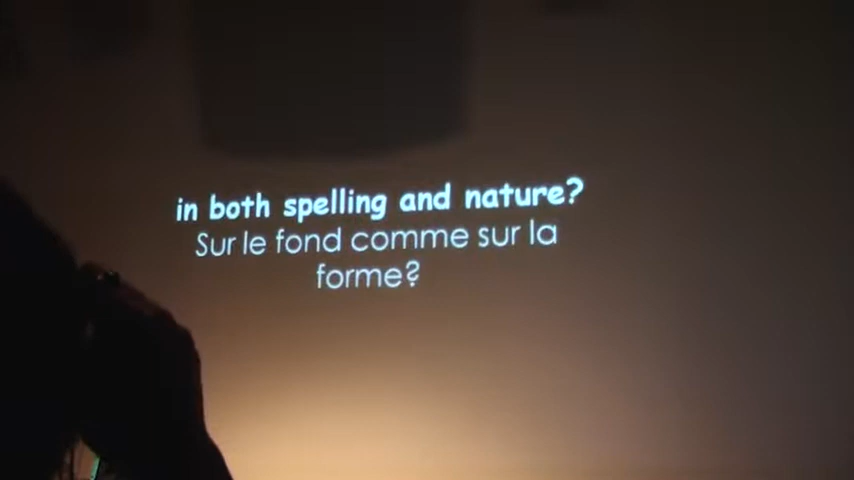 in both spelling and nature?
Sur le fond comme sur la
forme?